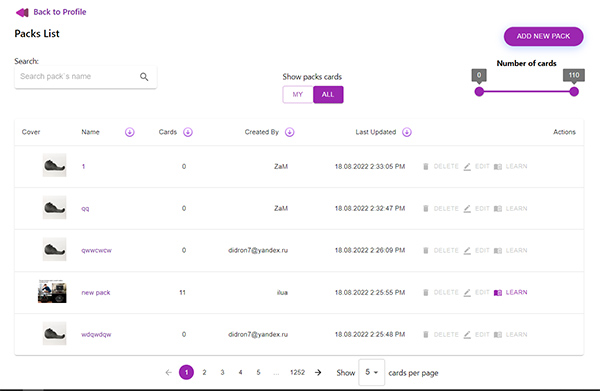 Back to Profile
Packs List
ADD NEW PACK
Search:
Search pack`s name
Show packs cards
MY ALL
Number of cards
0 110
Cover Name Cards Created By Last Updated Actions
1 0 ZaM 18.08.2022 2:33:05 PM DELETE EDIT LEARN
qq 0 ZaM 18.08.2022 2:32:47 PM DELETE EDIT LEARN
qwwcwcw 0 didron7@yandex.ru 18.08.2022 2:26:09 PM DELETE EDIT LEARN
new pack 11 ilua 18.08.2022 2:25:55 PM DELETE EDIT LEARN
wdqwdqw 0 didron7@yandex.ru 18.08.2022 2:25:48 PM DELETE EDIT LEARN
1 2 3 4 5 ... 1252 Show 5 cards per page